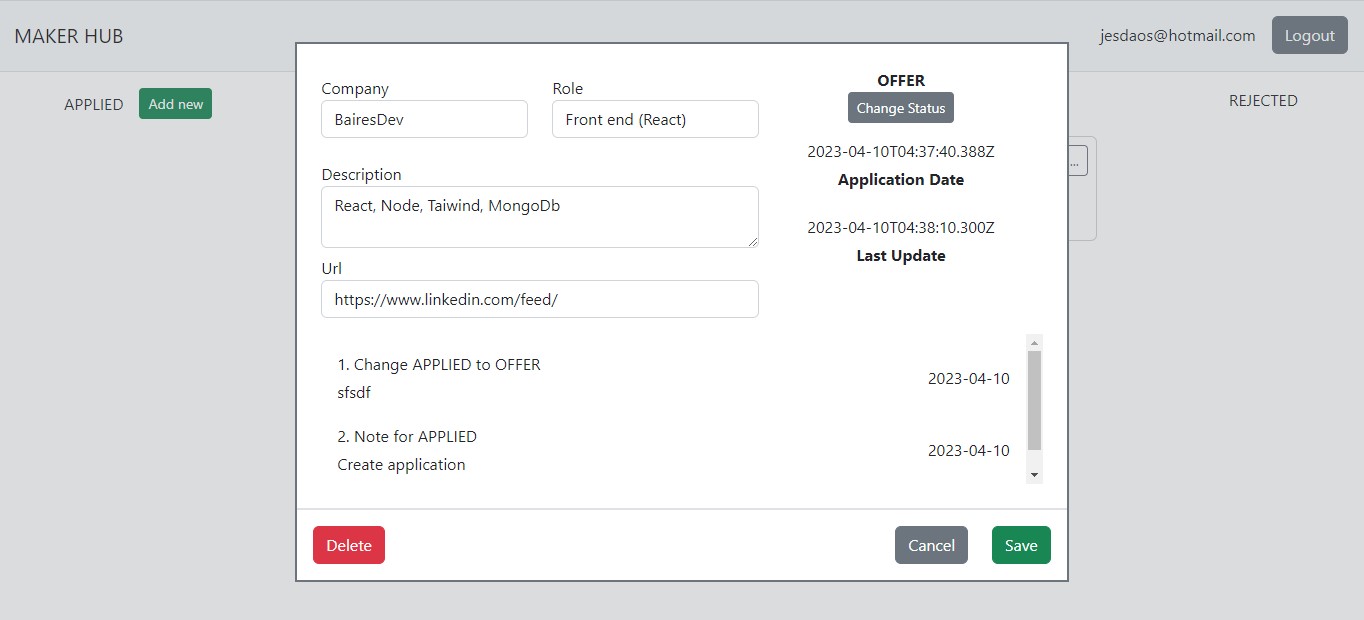 MAKER HUB
jesdaos@hotmail.com
Logout
APPLIED
Add new
REJECTED
...
Company
BairesDev
Role
Front end (React)
OFFER
Change Status
2023-04-10T04:37:40.388Z
Application Date
2023-04-10T04:38:10.300Z
Last Update
Description
React, Node, Taiwind, MongoDb
Url
https://www.linkedin.com/feed/
1. Change APPLIED to OFFER
sfsdf
2023-04-10
2. Note for APPLIED
Create application
2023-04-10
Delete
Cancel
Save